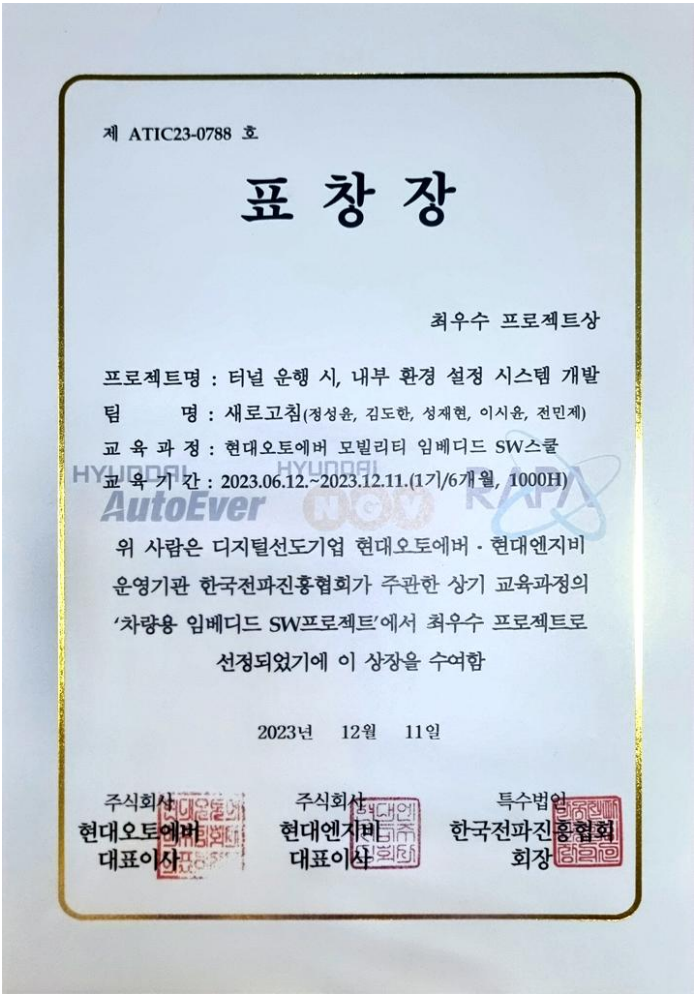 제 ATIC23-0788 호
표 창 장
최우수 프로젝트상
프로젝트명 : 터널 운행 시, 내부 환경 설정 시스템 개발
팀 명 : 새로고침(정성윤, 김도한, 성재현, 이시윤, 전민제)
교 육 과 정 : 현대오토에버 모빌리티 임베디드 SW스쿨
HYUNDAI HYUNDAI RAPA
교 육 기 간 : 2023.06.12.~2023.12.11.(1기/6개월, 1000H)
AutoEver NGV
위 사람은 디지털선도기업 현대오토에버 · 현대엔지비
운영기관 한국전파진흥협회가 주관한 상기 교육과정의
'차량용 임베디드 SW프로젝트'에서 최우수 프로젝트로
선정되었기에 이 상장을 수여함
2023년 12월 11일
주식회사 주식회사 특수법인
현대오토에버 현대엔지비 한국전파진흥협회
대표이사 대표이사 회장